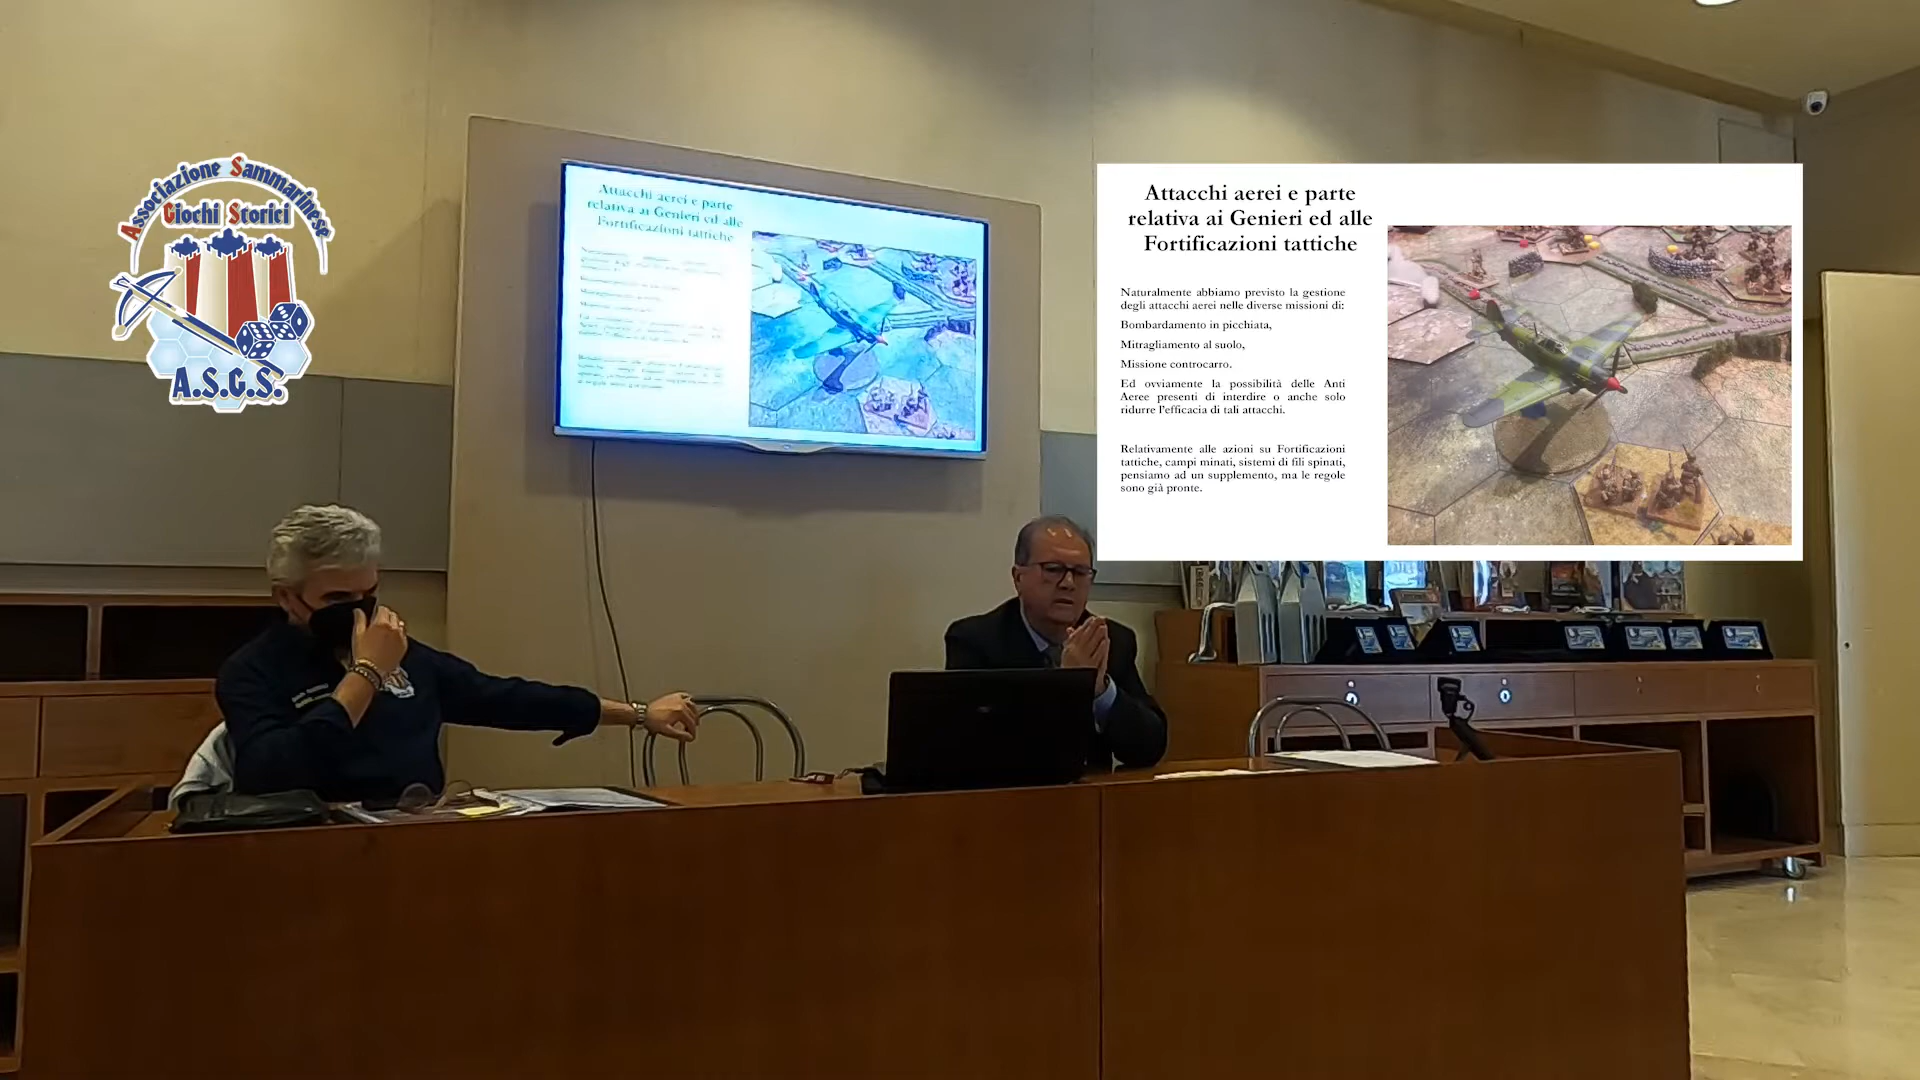 Associazione Sammarinese
Giochi Storici
A.S.G.S.
Attacchi aerei e parte
relativa ai Genieri ed alle
Fortificazioni tattiche
Attacchi aerei e parte
relativa ai Genieri ed alle
Fortificazioni tattiche
Naturalmente abbiamo previsto la gestione
degli attacchi aerei nelle diverse missioni di:
Bombardamento in picchiata,
Mitragliamento al suolo,
Missione controcarro.
Ed ovviamente la possibilità delle Anti
Aeree presenti di interdire o anche solo
ridurre l'efficacia di tali attacchi.
Relativamente alle azioni su Fortificazioni
tattiche, campi minati, sistemi di fili spinati,
pensiamo ad un supplemento, ma le regole
sono già pronte.